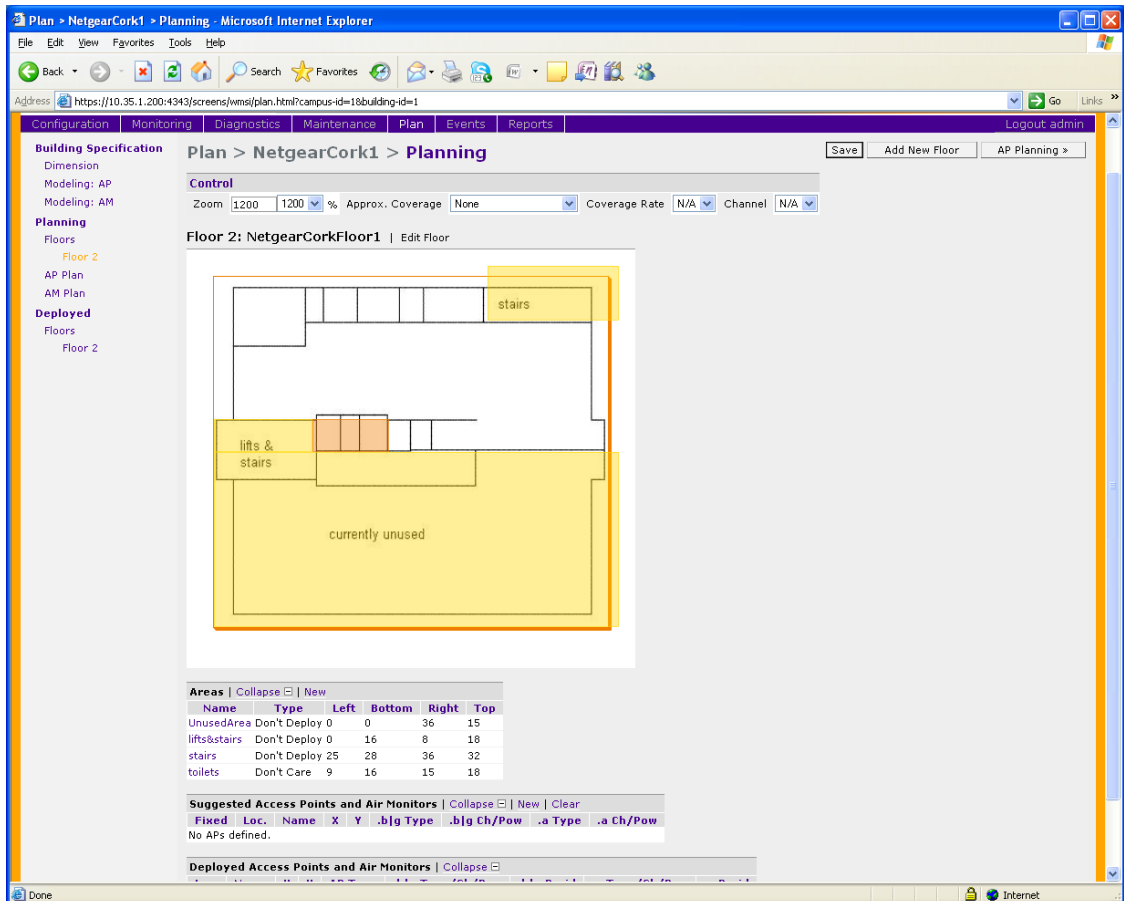 Plan > NetgearCork1 > Planning - Microsoft Internet Explorer
File Edit View Favorites Tools Help
Back Search Favorites
Address https://10.35.1.200:4343/screens/wmsi/plan.html?campus-id=1&building-id=1 Go Links »
Configuration Monitoring Diagnostics Maintenance Plan Events Reports Logout admin
Building Specification
Dimension
Modeling: AP
Modeling: AM
Planning
Floors
Floor 2
AP Plan
AM Plan
Deployed
Floors
Floor 2
Plan > NetgearCork1 > Planning
Save Add New Floor AP Planning »
Control
Zoom 1200 1200 % Approx. Coverage None Coverage Rate N/A Channel N/A
Floor 2: NetgearCorkFloor1 | Edit Floor
stairs
lifts &
stairs
currently unused
Areas | Collapse | New
Name Type Left Bottom Right Top
UnusedArea Don't Deploy 0 0 36 15
lifts&stairs Don't Deploy 0 16 8 18
stairs Don't Deploy 25 28 36 32
toilets Don't Care 9 16 15 18
Suggested Access Points and Air Monitors | Collapse | New | Clear
Fixed Loc. Name X Y .b|g Type .b|g Ch/Pow .a Type .a Ch/Pow
No APs defined.
Deployed Access Points and Air Monitors | Collapse
Done Internet